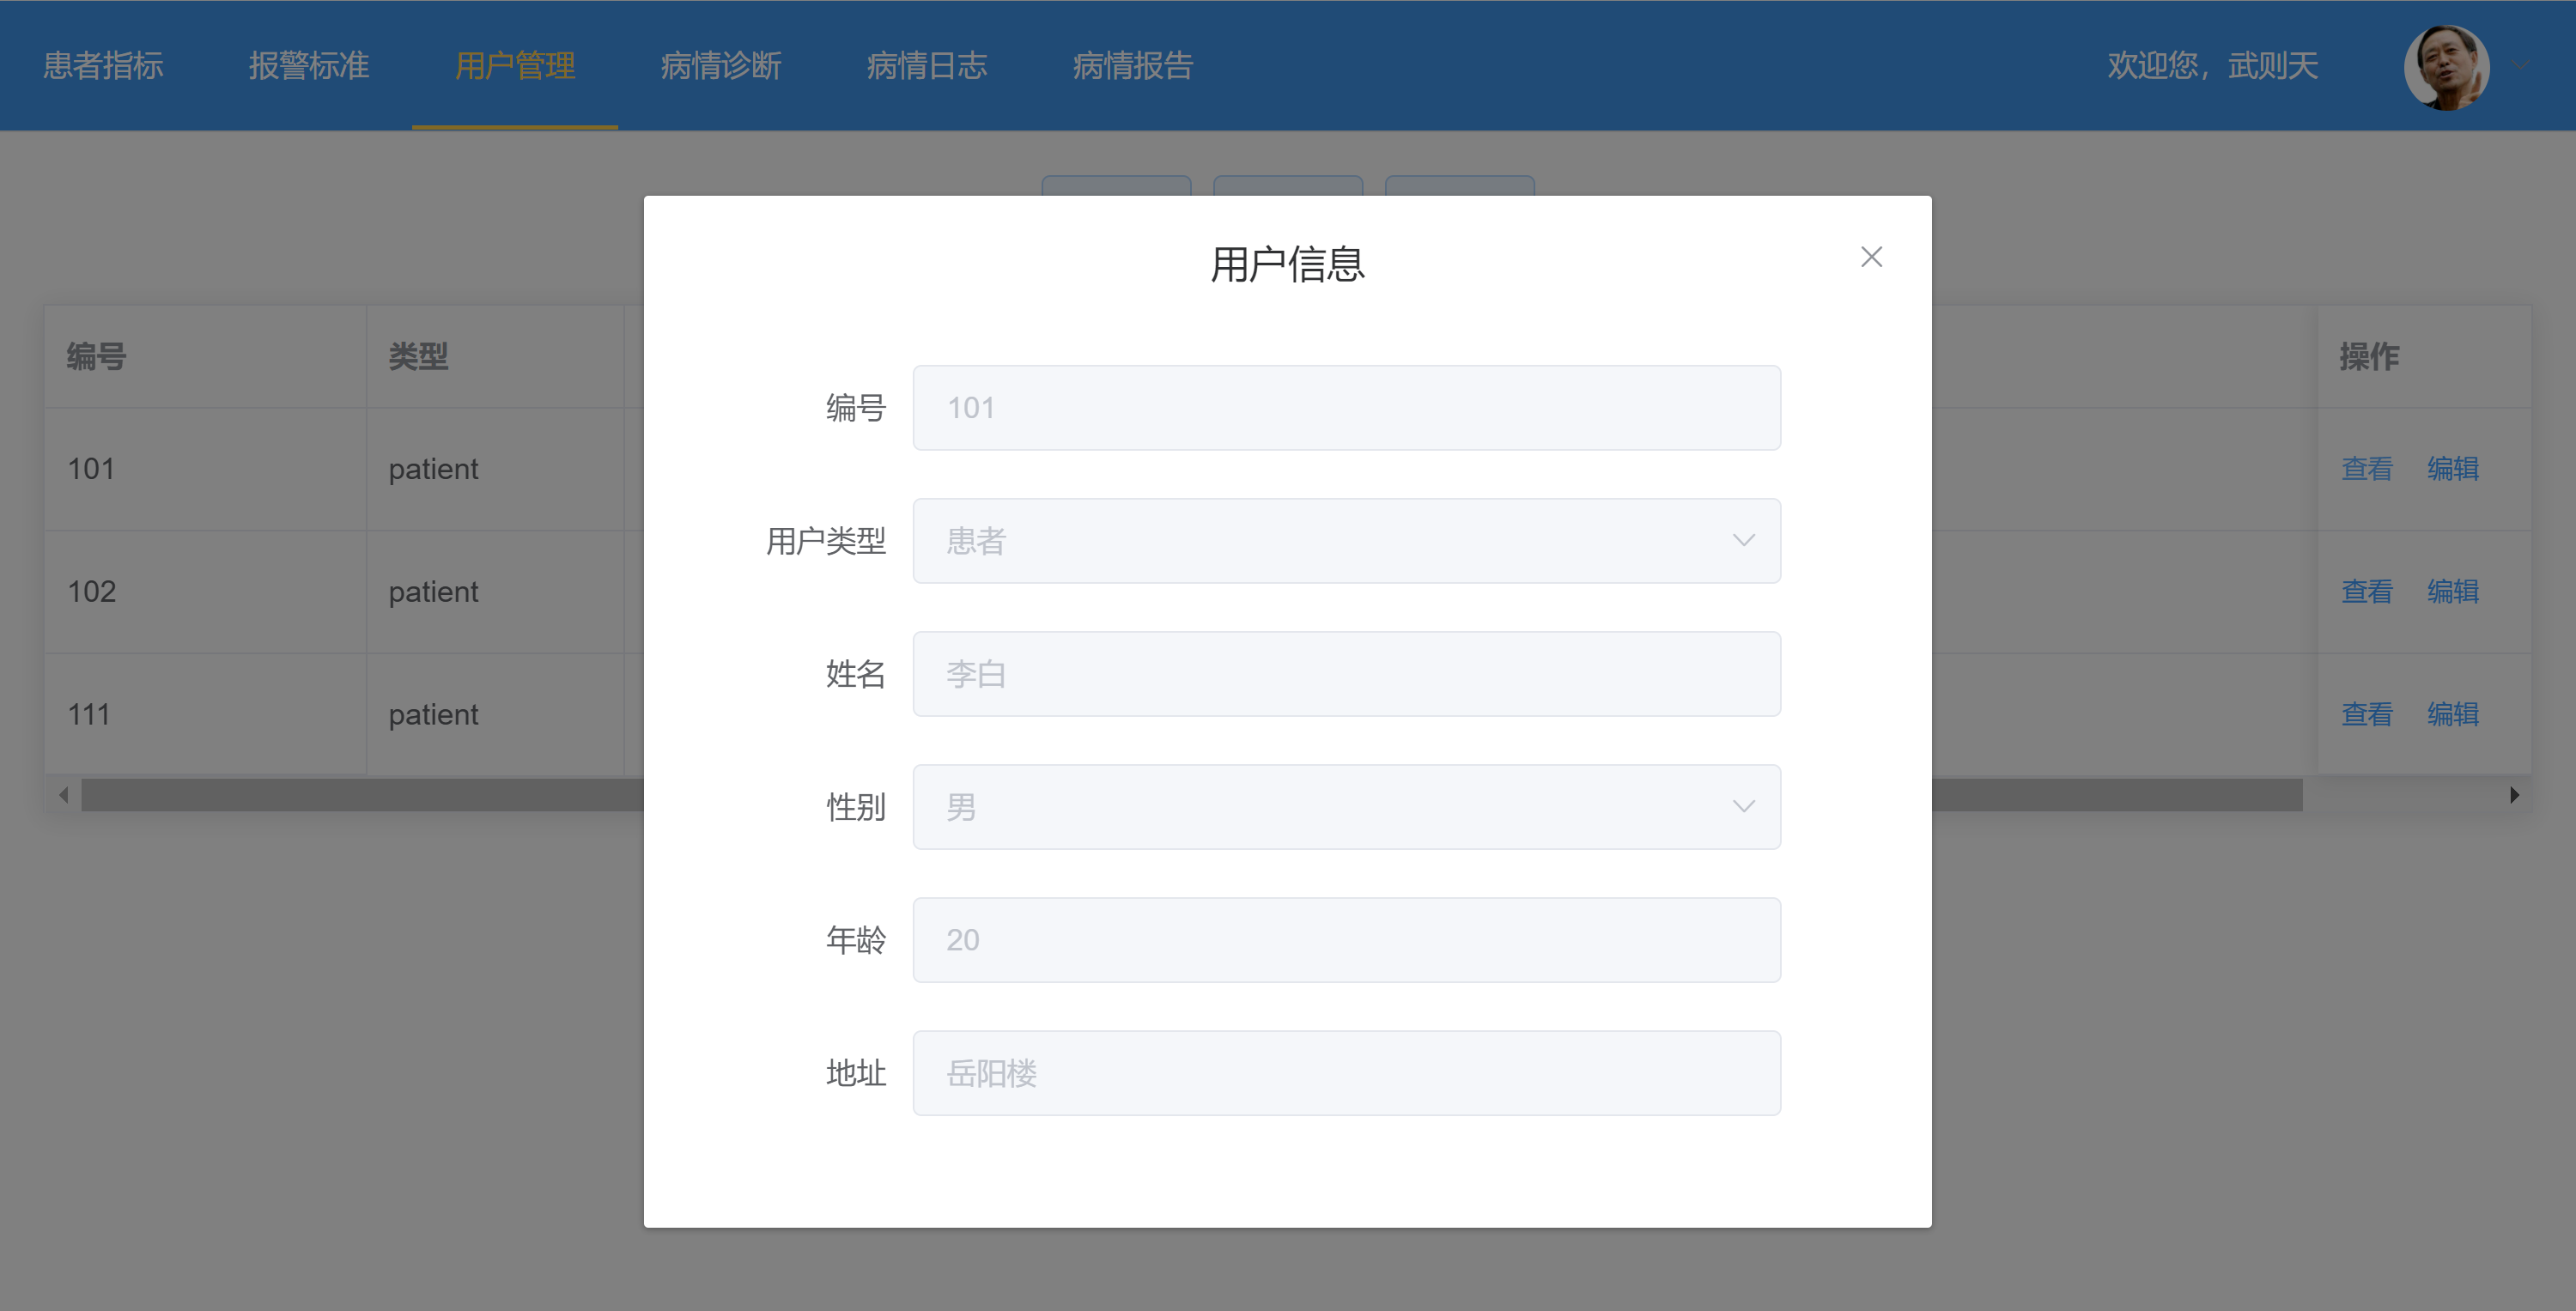 患者指标 报警标准 用户管理 病情诊断 病情日志 病情报告 欢迎您，武则天
用户信息
编号 类型 操作
编号 101
101 patient 查看 编辑
用户类型 患者
102 patient 查看 编辑
姓名 李白
111 patient 查看 编辑
性别 男
年龄 20
地址 岳阳楼